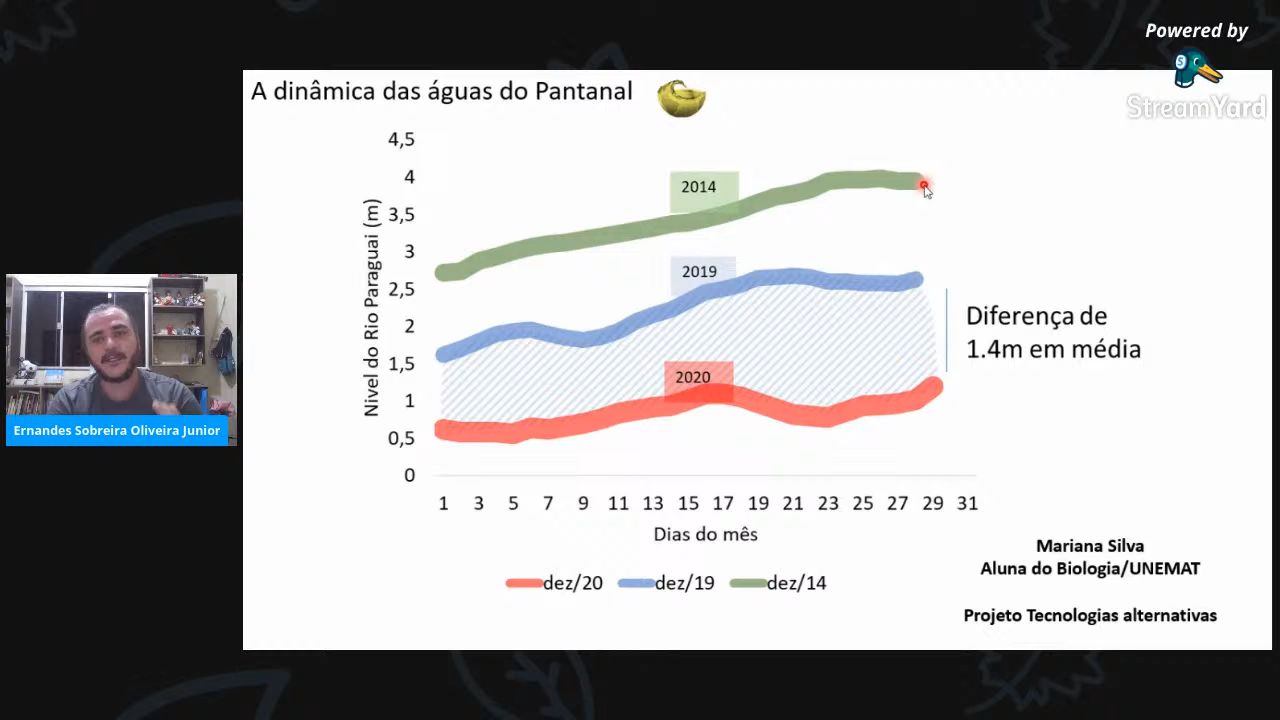 Powered by
StreamYard
A dinâmica das águas do Pantanal
4,5
4
3,5
3
2,5
2
1,5
1
0,5
0
Nivel do Rio Paraguai (m)
2014
2019
2020
Diferença de
1.4m em média
1 3 5 7 9 11 13 15 17 19 21 23 25 27 29 31
Dias do mês
dez/20 dez/19 dez/14
Mariana Silva
Aluna do Biologia/UNEMAT
Projeto Tecnologias alternativas
Ernandes Sobreira Oliveira Junior